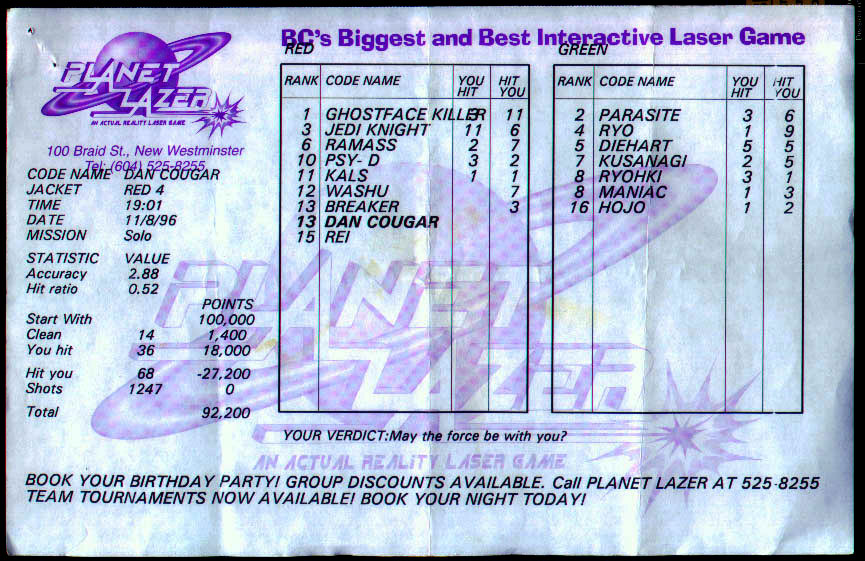 PLANET
LAZER
AN ACTUAL REALITY LASER GAME
100 Braid St., New Westminster
Tel: (604) 525-8255
BC's Biggest and Best Interactive Laser Game
CODE NAME DAN COUGAR
JACKET RED 4
TIME 19:01
DATE 11/8/96
MISSION Solo
STATISTIC VALUE
Accuracy 2.88
Hit ratio 0.52
POINTS
Start With 100,000
Clean 14 1,400
You hit 36 18,000
Hit you 68 -27,200
Shots 1247 0
Total 92,200
RED
RANK CODE NAME YOU HIT HIT YOU
1 GHOSTFACE KILLER 3 11
3 JEDI KNIGHT 11 6
6 RAMASS 2 7
10 PSY- D 3 2
11 KALS 1 1
12 WASHU 7
13 BREAKER 3
13 DAN COUGAR
15 REI
GREEN
RANK CODE NAME YOU HIT HIT YOU
2 PARASITE 3 6
4 RYO 1 9
5 DIEHART 5 5
7 KUSANAGI 2 5
8 RYOHKI 3 1
8 MANIAC 1 3
16 HOJO 1 2
PLANET
LAZER
AN ACTUAL REALITY LASER GAME
YOUR VERDICT:May the force be with you?
BOOK YOUR BIRTHDAY PARTY! GROUP DISCOUNTS AVAILABLE. Call PLANET LAZER AT 525-8255
TEAM TOURNAMENTS NOW AVAILABLE! BOOK YOUR NIGHT TODAY!